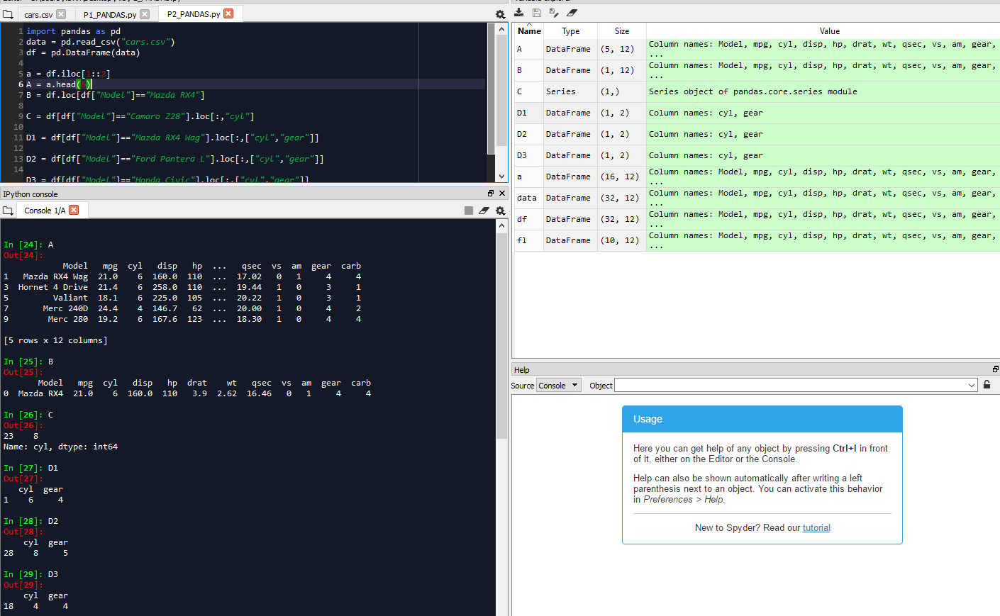 cars.csv
P1_PANDAS.py
P2_PANDAS.py
1 import pandas as pd
2 data = pd.read_csv("cars.csv")
3 df = pd.DataFrame(data)
4
5 a = df.iloc[1::2]
6 A = a.head(5)
7 B = df.loc[df["Model"]=="Mazda RX4"]
8
9 C = df[df["Model"]=="Camaro Z28"].loc[:,"cyl"]
10
11 D1 = df[df["Model"]=="Mazda RX4 Wag"].loc[:,["cyl","gear"]]
12
13 D2 = df[df["Model"]=="Ford Pantera L"].loc[:,["cyl","gear"]]
14
D3 = df[df["Model"]=="Honda Civic"].loc[:,["cyl","gear"]]
IPython console
Console 1/A
In [24]: A
Out[24]:
Model mpg cyl disp hp ... qsec vs am gear carb
1 Mazda RX4 Wag 21.0 6 160.0 110 ... 17.02 0 1 4 4
3 Hornet 4 Drive 21.4 6 258.0 110 ... 19.44 1 0 3 1
5 Valiant 18.1 6 225.0 105 ... 20.22 1 0 3 1
7 Merc 240D 24.4 4 146.7 62 ... 20.00 1 0 4 2
9 Merc 280 19.2 6 167.6 123 ... 18.30 1 0 4 4
[5 rows x 12 columns]
In [25]: B
Out[25]:
Model mpg cyl disp hp drat wt qsec vs am gear carb
0 Mazda RX4 21.0 6 160.0 110 3.9 2.62 16.46 0 1 4 4
In [26]: C
Out[26]:
23 8
Name: cyl, dtype: int64
In [27]: D1
Out[27]:
cyl gear
1 6 4
In [28]: D2
Out[28]:
cyl gear
28 8 5
In [29]: D3
Out[29]:
cyl gear
18 4 4
Name Type Size Value
A DataFrame (5, 12) Column names: Model, mpg, cyl, disp, hp, drat, wt, qsec, vs, am, gear,
...
B DataFrame (1, 12) Column names: Model, mpg, cyl, disp, hp, drat, wt, qsec, vs, am, gear,
...
C Series (1,) Series object of pandas.core.series module
D1 DataFrame (1, 2) Column names: cyl, gear
D2 DataFrame (1, 2) Column names: cyl, gear
D3 DataFrame (1, 2) Column names: cyl, gear
a DataFrame (16, 12) Column names: Model, mpg, cyl, disp, hp, drat, wt, qsec, vs, am, gear,
...
data DataFrame (32, 12) Column names: Model, mpg, cyl, disp, hp, drat, wt, qsec, vs, am, gear,
...
df DataFrame (32, 12) Column names: Model, mpg, cyl, disp, hp, drat, wt, qsec, vs, am, gear,
...
fl DataFrame (10, 12) Column names: Model, mpg, cyl, disp, hp, drat, wt, qsec, vs, am, gear,
...
Help
Source Console Object
Usage
Here you can get help of any object by pressing Ctrl+I in front
of it, either on the Editor or the Console.
Help can also be shown automatically after writing a left
parenthesis next to an object. You can activate this behavior
in Preferences > Help.
New to Spyder? Read our tutorial